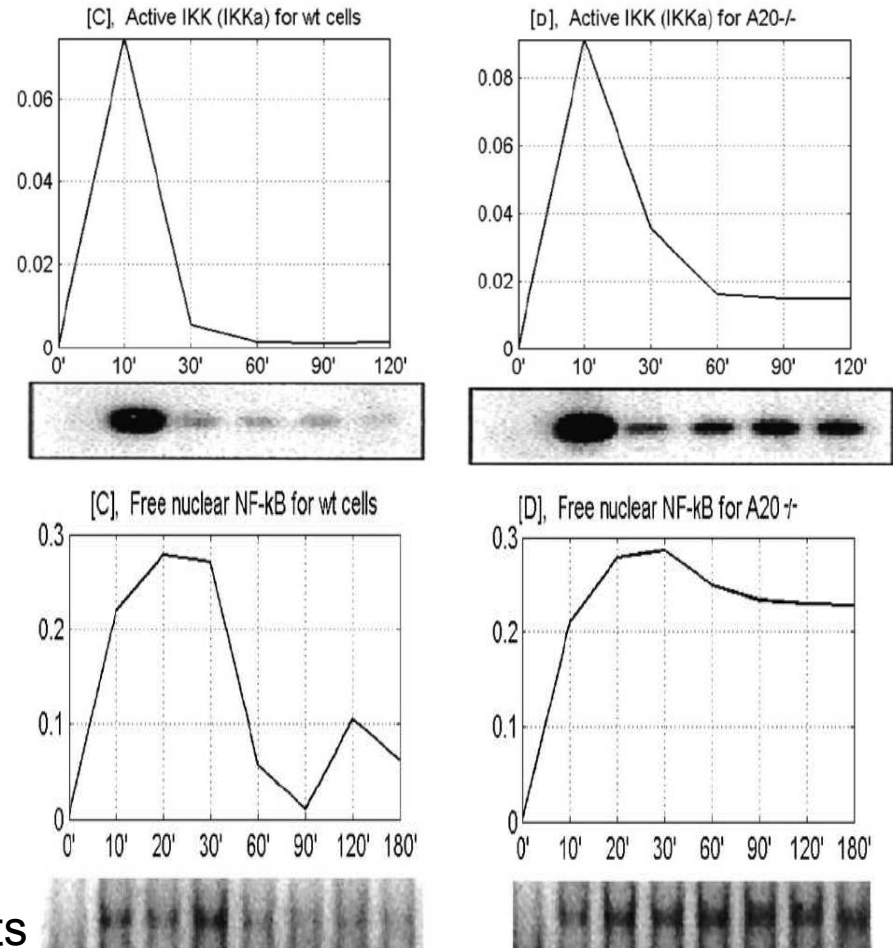 [C], Active IKK (IKKa) for wt cells
0.06
0.04
0.02
0
0' 10' 30' 60' 90' 120'
[D], Active IKK (IKKa) for A20-/-
0.08
0.06
0.04
0.02
0
0' 10' 30' 60' 90' 120'
[C], Free nuclear NF-kB for wt cells
0.3
0.2
0.1
0
0' 10' 20' 30' 60' 90' 120' 180'
[D], Free nuclear NF-kB for A20 -/-
0.3
0.2
0.1
0
0' 10' 20' 30' 60' 90' 120' 180'
ts